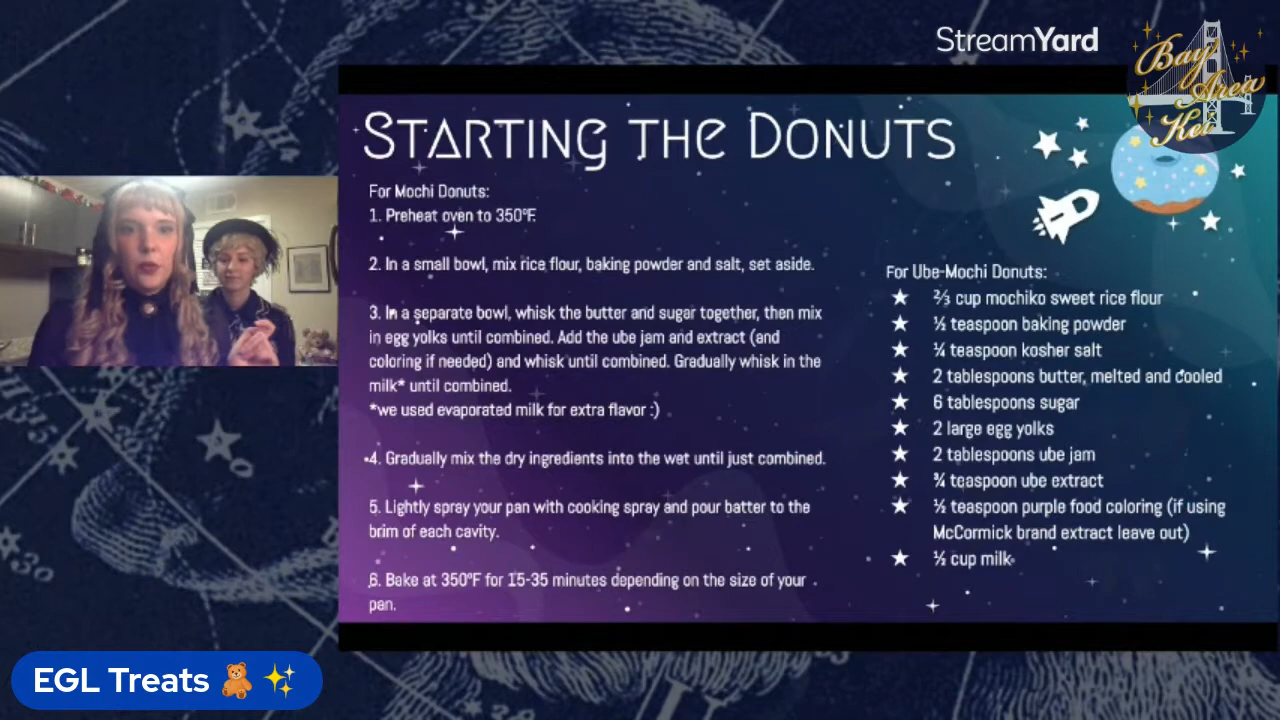 StreamYard
Bay
Area
Kei
STARTING THE DONUTS
For Mochi Donuts:
1. Preheat oven to 350°F.
2. In a small bowl, mix rice flour, baking powder and salt, set aside.
3. In a separate bowl, whisk the butter and sugar together, then mix
in egg yolks until combined. Add the ube jam and extract (and
coloring if needed) and whisk until combined. Gradually whisk in the
milk* until combined.
*we used evaporated milk for extra flavor :)
4. Gradually mix the dry ingredients into the wet until just combined.
5. Lightly spray your pan with cooking spray and pour batter to the
brim of each cavity.
6. Bake at 350°F for 15-35 minutes depending on the size of your
pan.
For Ube-Mochi Donuts:
★ ⅔ cup mochiko sweet rice flour
★ ½ teaspoon baking powder
★ ¼ teaspoon kosher salt
★ 2 tablespoons butter, melted and cooled
★ 6 tablespoons sugar
★ 2 large egg yolks
★ 2 tablespoons ube jam
★ ¾ teaspoon ube extract
★ ½ teaspoon purple food coloring (if using
McCormick brand extract leave out)
★ cup milk
EGL Treats 🧸 ✨